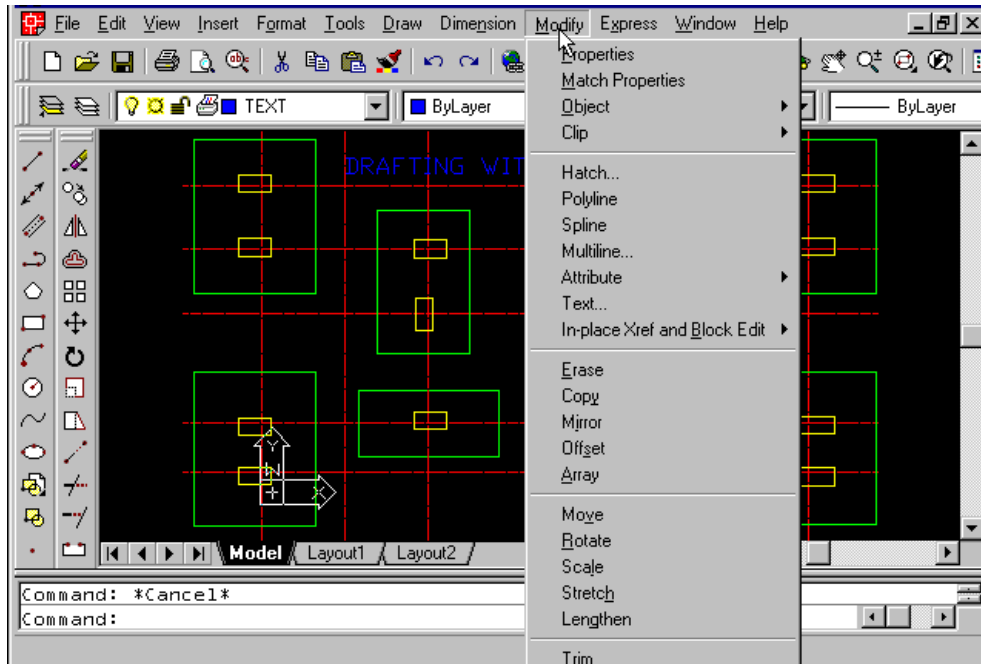 File Edit View Insert Format Tools Draw Dimension Modify Express Window Help
TEXT ByLayer ByLayer
Properties
Match Properties
Object
Clip
Hatch...
Polyline
Spline
Multiline...
Attribute
Text...
In-place Xref and Block Edit
Erase
Copy
Mirror
Offset
Array
Move
Rotate
Scale
Stretch
Lengthen
Trim
DRAFTING WIT
Y
X
Model Layout1 Layout2
Command: *Cancel*
Command: